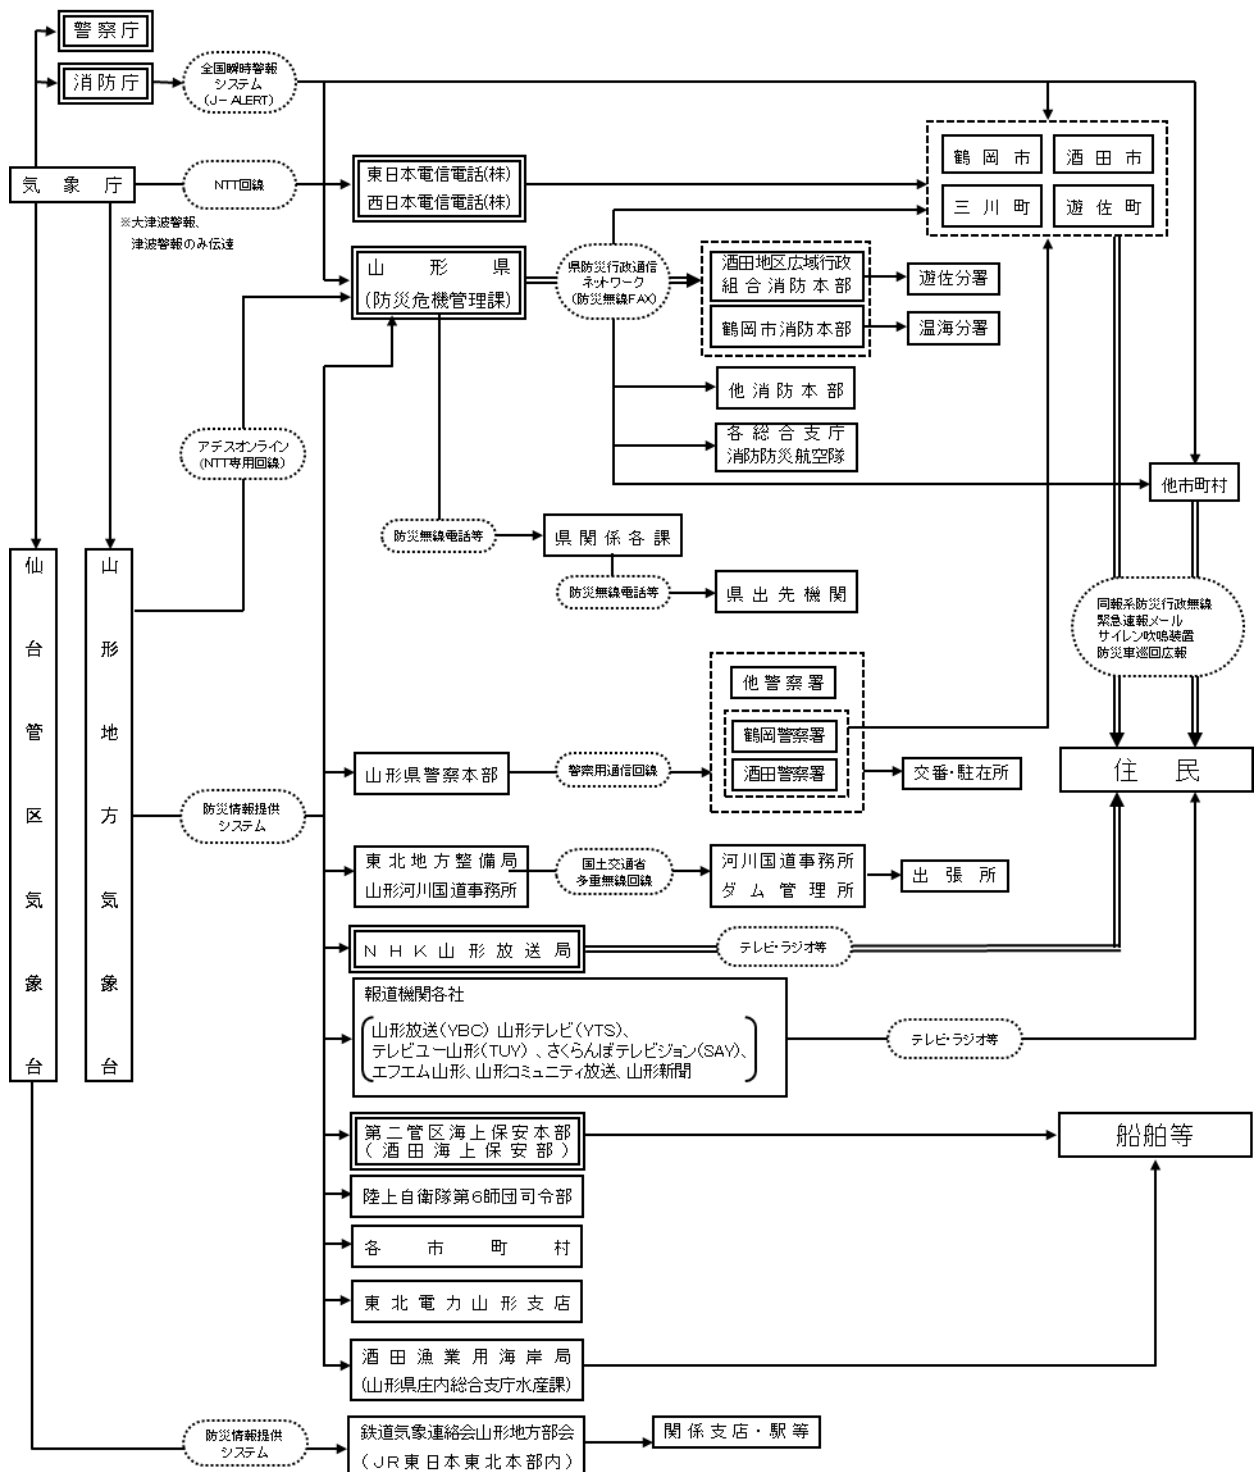 警察庁
消防庁
全国瞬時警報
システム
(J-ALERT)
気象庁
NTT回線
※大津波警報、
津波警報のみ伝達
東日本電信電話(株)
西日本電信電話(株)
鶴岡市
酒田市
三川町
遊佐町
山形県
(防災危機管理課)
県防災行政通信
ネットワーク
(防災無線FAX)
酒田地区広域行政
組合消防本部
遊佐分署
鶴岡市消防本部
温海分署
他消防本部
各総合支庁
消防防災航空隊
アデスオンライン
(NTT専用回線)
他市町村
防災無線電話等
県関係各課
防災無線電話等
県出先機関
仙台管区気象台
山形地方気象台
同報系防災行政無線
緊急速報メール
サイレン吹鳴装置
防災車巡回広報
他警察署
鶴岡警察署
酒田警察署
山形県警察本部
警察用通信回線
交番・駐在所
住民
防災情報提供
システム
東北地方整備局
山形河川国道事務所
国土交通省
多重無線回線
河川国道事務所
ダム管理所
出張所
NHK山形放送局
テレビ・ラジオ等
報道機関各社
山形放送(YBC) 山形テレビ(YTS)、
テレビユー山形(TUY)、さくらんぼテレビジョン(SAY)、
エフエム山形、山形コミュニティ放送、山形新聞
テレビ・ラジオ等
第二管区海上保安本部
(酒田海上保安部)
船舶等
陸上自衛隊第6師団司令部
各市町村
東北電力山形支店
酒田漁業用海岸局
(山形県庄内総合支庁水産課)
防災情報提供
システム
鉄道気象連絡会山形地方部会
(JR東日本東北本部内)
関係支店・駅等